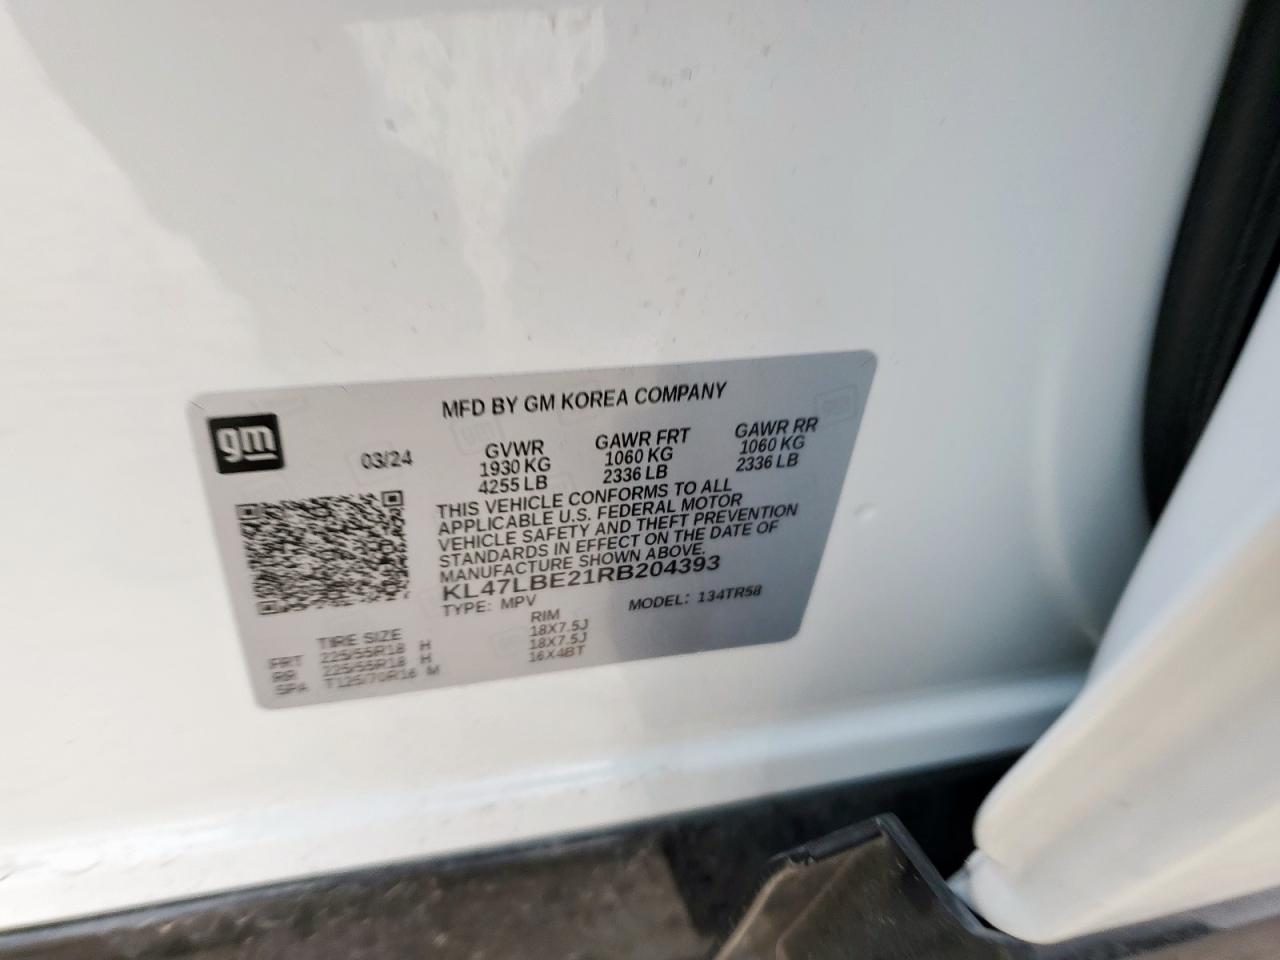 MFD BY GM KOREA COMPANY
gm
03/24
GVWR GAWR FRT GAWR RR
1930 KG 1060 KG 1060 KG
4255 LB 2336 LB 2336 LB
THIS VEHICLE CONFORMS TO ALL
APPLICABLE U.S. FEDERAL MOTOR
VEHICLE SAFETY AND THEFT PREVENTION
STANDARDS IN EFFECT ON THE DATE OF
MANUFACTURE SHOWN ABOVE.
KL47LBE21RB204393
TYPE: MPV MODEL: 134TR58
TIRE SIZE RIM
FRT 225/55R18 H 18X7.5J
RR 225/55R18 H 18X7.5J
SPA T125/70R16 M 16X4BT